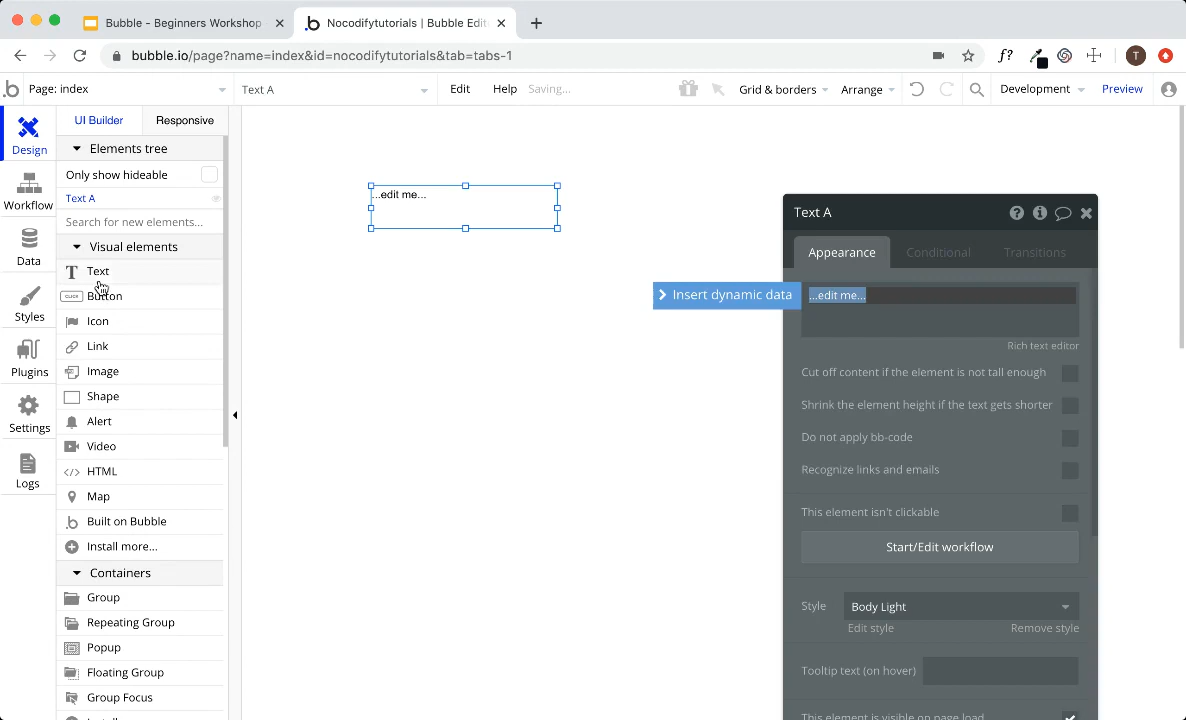 Bubble - Beginners Workshop
Nocodifytutorials | Bubble Edit
bubble.io/page?name=index&id=nocodifytutorials&tab=tabs-1
f?
T
Page: index
Text A
Edit
Help
Saving...
Grid & borders
Arrange
Development
Preview
Design
Workflow
Data
Styles
Plugins
Settings
Logs
UI Builder
Responsive
Elements tree
Only show hideable
Text A
Search for new elements...
Visual elements
Text
Button
Icon
Link
Image
Shape
Alert
Video
HTML
Map
Built on Bubble
Install more...
Containers
Group
Repeating Group
Popup
Floating Group
Group Focus
...edit me...
Text A
Appearance
Conditional
Transitions
Insert dynamic data
...edit me...
Rich text editor
Cut off content if the element is not tall enough
Shrink the element height if the text gets shorter
Do not apply bb-code
Recognize links and emails
This element isn't clickable
Start/Edit workflow
Style
Body Light
Edit style
Remove style
Tooltip text (on hover)
This element is visible on page load